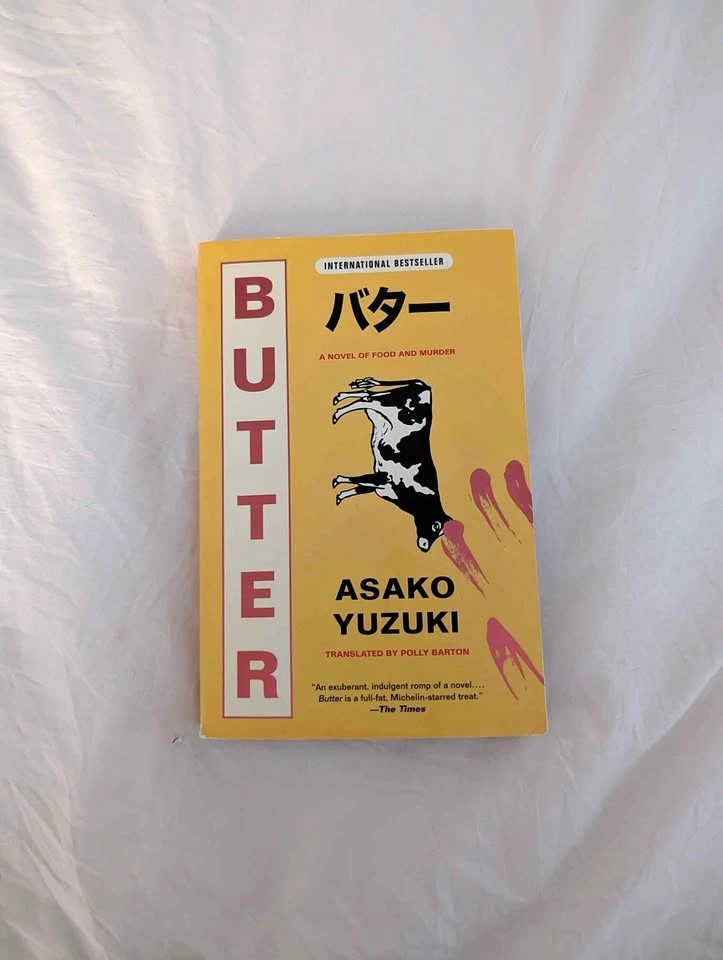 BUTTER
INTERNATIONAL BESTSELLER
バター
A NOVEL OF FOOD AND MURDER
ASAKO
YUZUKI
TRANSLATED BY POLLY BARTON
“An exuberant, indulgent romp of a novel....
Butter is a full-fat, Michelin-starred treat.”
—The Times